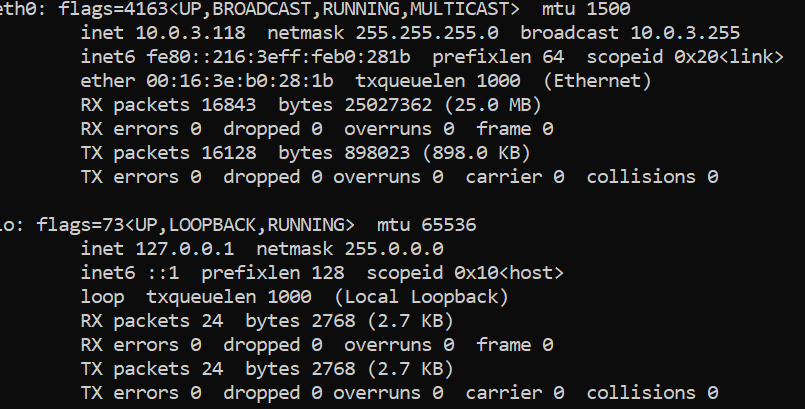 eth0: flags=4163<UP,BROADCAST,RUNNING,MULTICAST>  mtu 1500
        inet 10.0.3.118  netmask 255.255.255.0  broadcast 10.0.3.255
        inet6 fe80::216:3eff:feb0:281b  prefixlen 64  scopeid 0x20<link>
        ether 00:16:3e:b0:28:1b  txqueuelen 1000  (Ethernet)
        RX packets 16843  bytes 25027362 (25.0 MB)
        RX errors 0  dropped 0  overruns 0  frame 0
        TX packets 16128  bytes 898023 (898.0 KB)
        TX errors 0  dropped 0 overruns 0  carrier 0  collisions 0

lo: flags=73<UP,LOOPBACK,RUNNING>  mtu 65536
        inet 127.0.0.1  netmask 255.0.0.0
        inet6 ::1  prefixlen 128  scopeid 0x10<host>
        loop  txqueuelen 1000  (Local Loopback)
        RX packets 24  bytes 2768 (2.7 KB)
        RX errors 0  dropped 0  overruns 0  frame 0
        TX packets 24  bytes 2768 (2.7 KB)
        TX errors 0  dropped 0 overruns 0  carrier 0  collisions 0